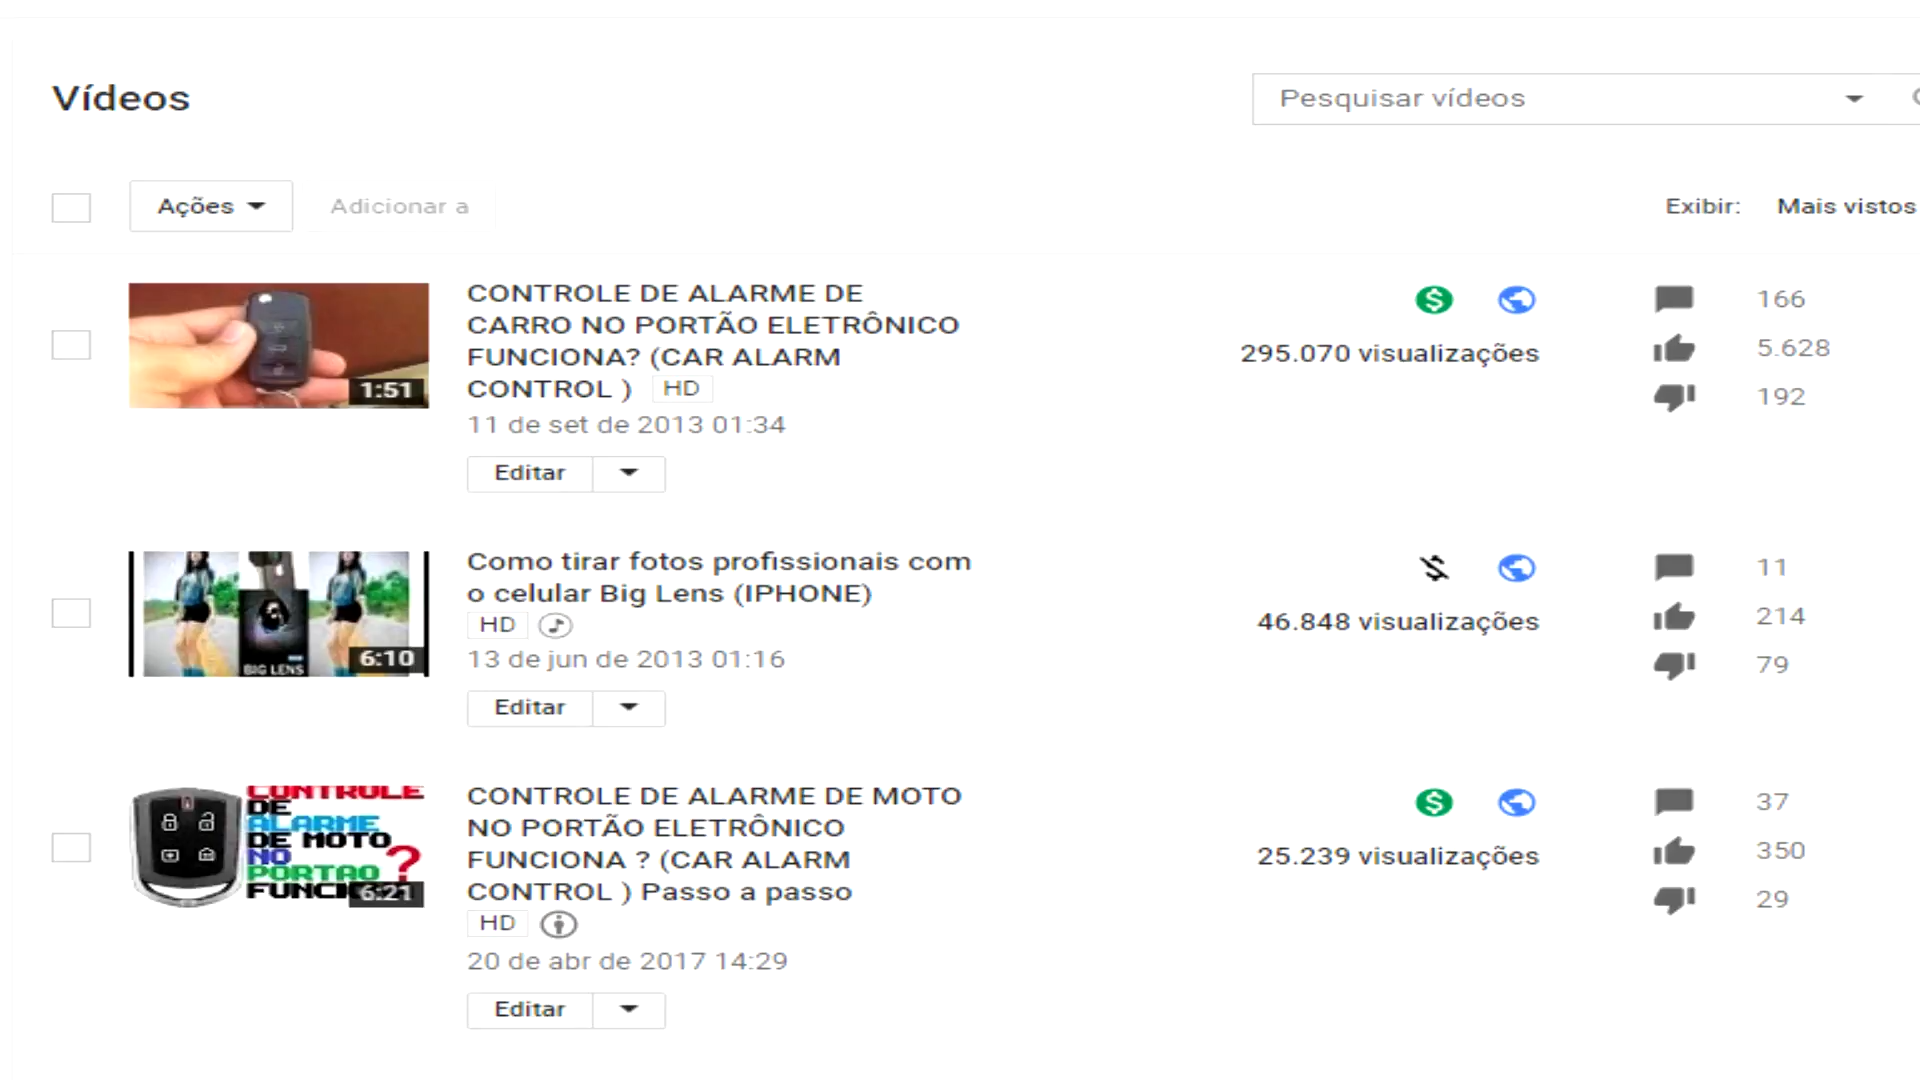 Vídeos
Pesquisar vídeos
Ações
Adicionar a
Exibir: Mais vistos
1:51
CONTROLE DE ALARME DE
CARRO NO PORTÃO ELETRÔNICO
FUNCIONA? (CAR ALARM
CONTROL ) HD
11 de set de 2013 01:34
Editar
295.070 visualizações
166
5.628
192
BIG LENS
6:10
Como tirar fotos profissionais com
o celular Big Lens (IPHONE)
HD
13 de jun de 2013 01:16
Editar
46.848 visualizações
11
214
79
CONTROLE
DE
ALARME
DE MOTO
NO
PORTAO ?
FUNCI
6:21
CONTROLE DE ALARME DE MOTO
NO PORTÃO ELETRÔNICO
FUNCIONA ? (CAR ALARM
CONTROL ) Passo a passo
HD
20 de abr de 2017 14:29
Editar
25.239 visualizações
37
350
29